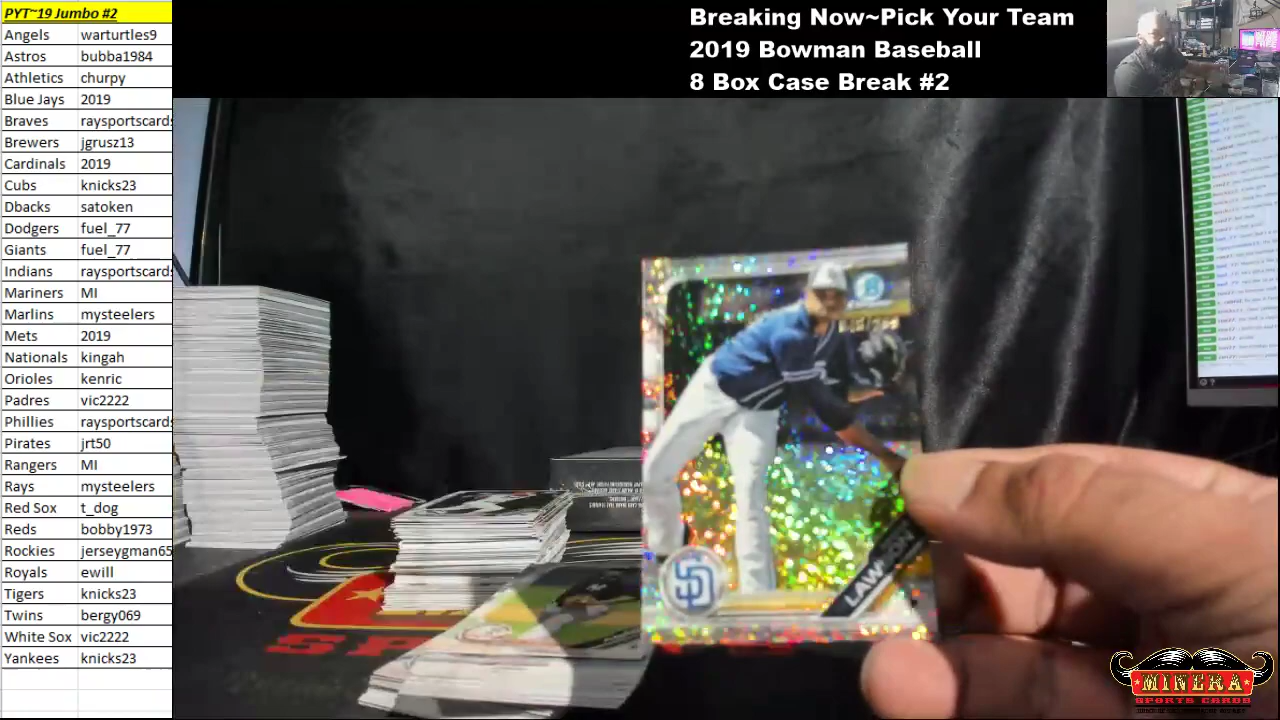 PYT~19 Jumbo #2
Angels warturtles9
Astros bubba1984
Athletics churpy
Blue Jays 2019
Braves raysportscards
Brewers jgrusz13
Cardinals 2019
Cubs knicks23
Dbacks satoken
Dodgers fuel_77
Giants fuel_77
Indians raysportscards
Mariners MI
Marlins mysteelers
Mets 2019
Nationals kingah
Orioles kenric
Padres vic2222
Phillies raysportscards
Pirates jrt50
Rangers MI
Rays mysteelers
Red Sox t_dog
Reds bobby1973
Rockies jerseygman65
Royals ewill
Tigers knicks23
Twins bergy069
White Sox vic2222
Yankees knicks23
Breaking Now~Pick Your Team
2019 Bowman Baseball
8 Box Case Break #2
SD
MINERA
SPORTS CARDS